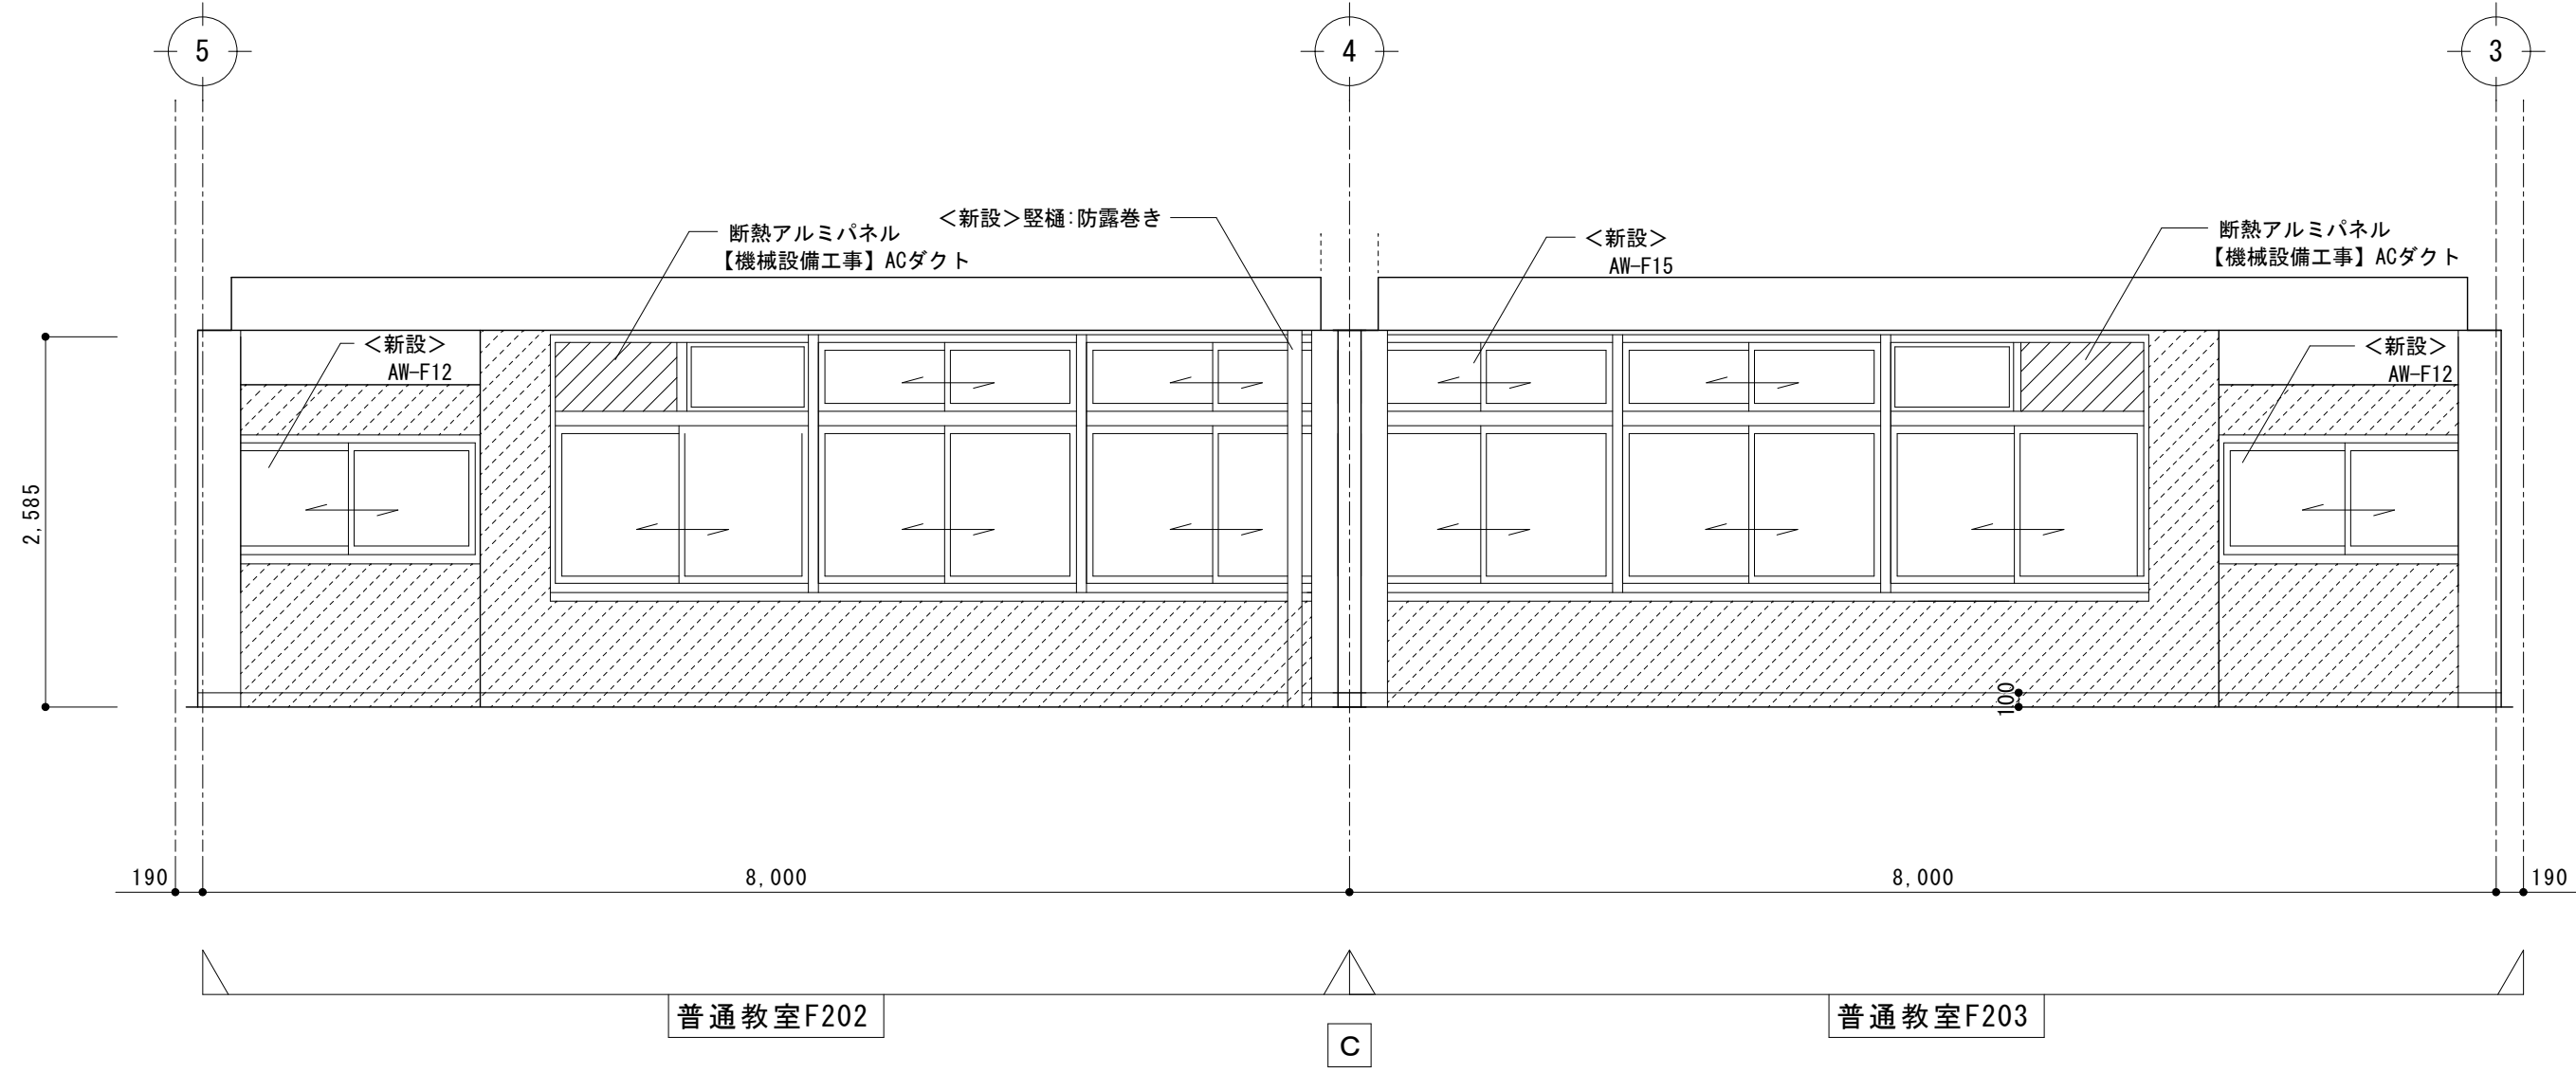 5
4
3
<新設>竪樋:防露巻き
断熱アルミパネル
【機械設備工事】ACダクト
<新設>
AW-F15
断熱アルミパネル
【機械設備工事】ACダクト
<新設>
AW-F12
<新設>
AW-F12
2,585
100
190
8,000
8,000
190
普通教室F202
普通教室F203
C